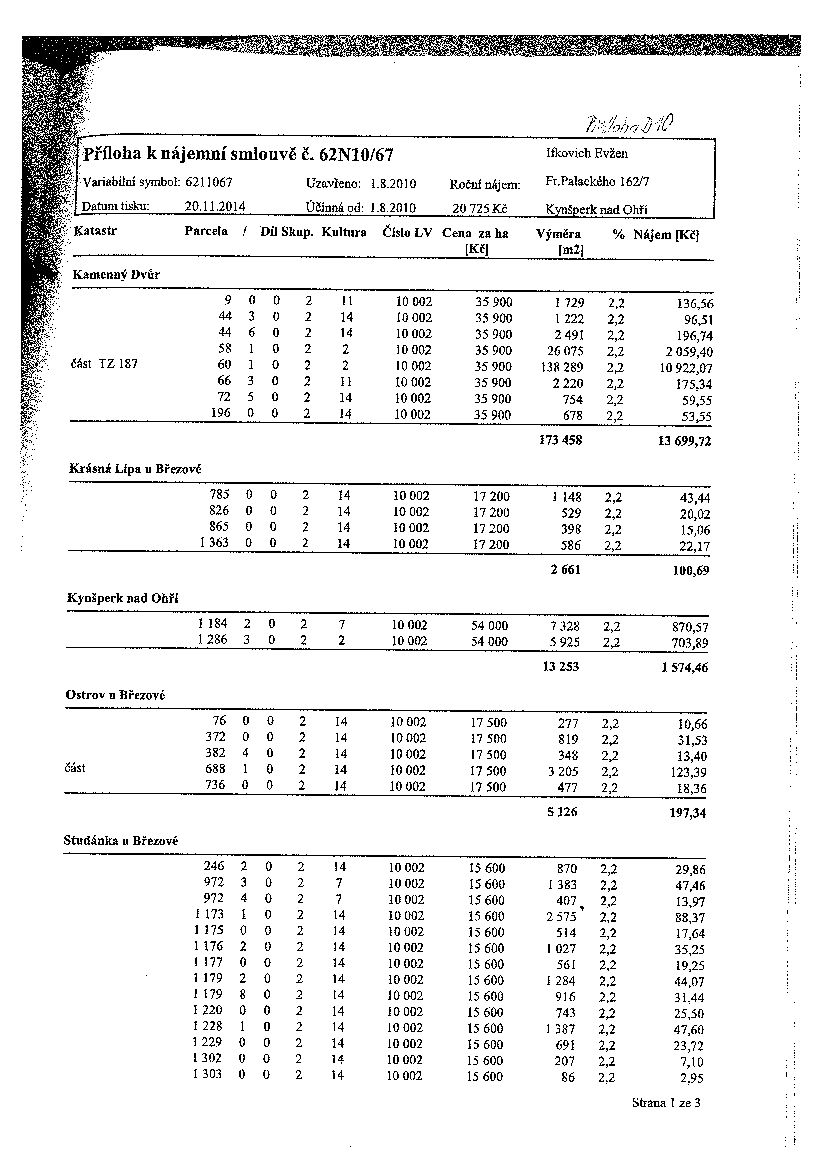 Příloha D10
Příloha k nájemní smlouvě č. 62N10/67 Ifkovich Evžen
Variabilní symbol: 6211067 Uzavřeno: 1.8.2010 Roční nájem: Fr.Palackého 162/7
Datum tisku: 20.11.2014 Účinná od: 1.8.2010 20 725 Kč Kynšperk nad Ohří
Katastr Parcela / Díl Skup. Kultura Číslo LV Cena za ha Výměra % Nájem [Kč]
[Kč] [m2]
Kamenný Dvůr
9 0 0 2 11 10 002 35 900 1 729 2,2 136,56
44 3 0 2 14 10 002 35 900 1 222 2,2 96,51
44 6 0 2 14 10 002 35 900 2 491 2,2 196,74
58 1 0 2 2 10 002 35 900 26 075 2,2 2 059,40
část TZ 187 60 1 0 2 2 10 002 35 900 138 289 2,2 10 922,07
66 3 0 2 11 10 002 35 900 2 220 2,2 175,34
72 5 0 2 14 10 002 35 900 754 2,2 59,55
196 0 0 2 14 10 002 35 900 678 2,2 53,55
173 458 13 699,72
Krásná Lípa u Březové
785 0 0 2 14 10 002 17 200 1 148 2,2 43,44
826 0 0 2 14 10 002 17 200 529 2,2 20,02
865 0 0 2 14 10 002 17 200 398 2,2 15,06
1 363 0 0 2 14 10 002 17 200 586 2,2 22,17
2 661 100,69
Kynšperk nad Ohří
1 184 2 0 2 7 10 002 54 000 7 328 2,2 870,57
1 286 3 0 2 2 10 002 54 000 5 925 2,2 703,89
13 253 1 574,46
Ostrov u Březové
76 0 0 2 14 10 002 17 500 277 2,2 10,66
372 0 0 2 14 10 002 17 500 819 2,2 31,53
382 4 0 2 14 10 002 17 500 348 2,2 13,40
část 688 1 0 2 14 10 002 17 500 3 205 2,2 123,39
736 0 0 2 14 10 002 17 500 477 2,2 18,36
5 126 197,34
Studánka u Březové
246 2 0 2 14 10 002 15 600 870 2,2 29,86
972 3 0 2 7 10 002 15 600 1 383 2,2 47,46
972 4 0 2 7 10 002 15 600 407 2,2 13,97
1 173 1 0 2 14 10 002 15 600 2 575 2,2 88,37
1 175 0 0 2 14 10 002 15 600 514 2,2 17,64
1 176 2 0 2 14 10 002 15 600 1 027 2,2 35,25
1 177 0 0 2 14 10 002 15 600 561 2,2 19,25
1 179 2 0 2 14 10 002 15 600 1 284 2,2 44,07
1 179 8 0 2 14 10 002 15 600 916 2,2 31,44
1 220 0 0 2 14 10 002 15 600 743 2,2 25,50
1 228 1 0 2 14 10 002 15 600 1 387 2,2 47,60
1 229 0 0 2 14 10 002 15 600 691 2,2 23,72
1 302 0 0 2 14 10 002 15 600 207 2,2 7,10
1 303 0 0 2 14 10 002 15 600 86 2,2 2,95
Strana 1 ze 3